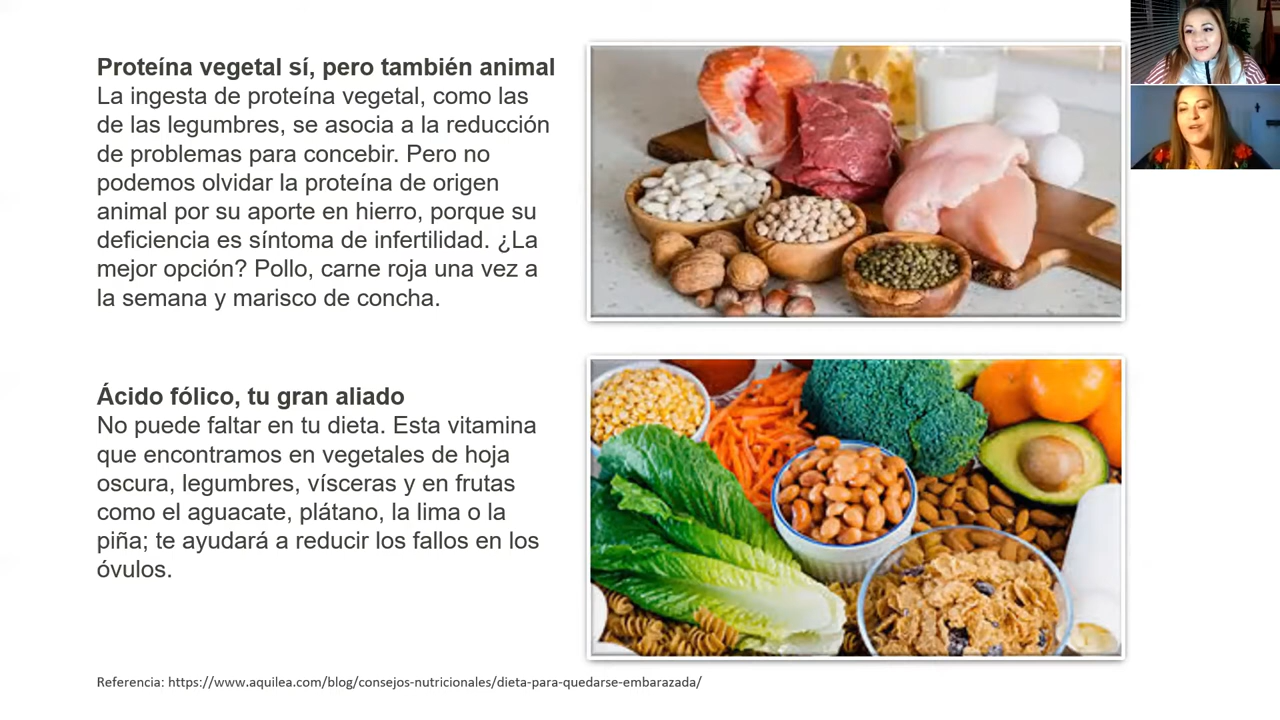 Proteína vegetal sí, pero también animal
La ingesta de proteína vegetal, como las
de las legumbres, se asocia a la reducción
de problemas para concebir. Pero no
podemos olvidar la proteína de origen
animal por su aporte en hierro, porque su
deficiencia es síntoma de infertilidad. ¿La
mejor opción? Pollo, carne roja una vez a
la semana y marisco de concha.
Ácido fólico, tu gran aliado
No puede faltar en tu dieta. Esta vitamina
que encontramos en vegetales de hoja
oscura, legumbres, vísceras y en frutas
como el aguacate, plátano, la lima o la
piña; te ayudará a reducir los fallos en los
óvulos.
Referencia: https://www.aquilea.com/blog/consejos-nutricionales/dieta-para-quedarse-embarazada/